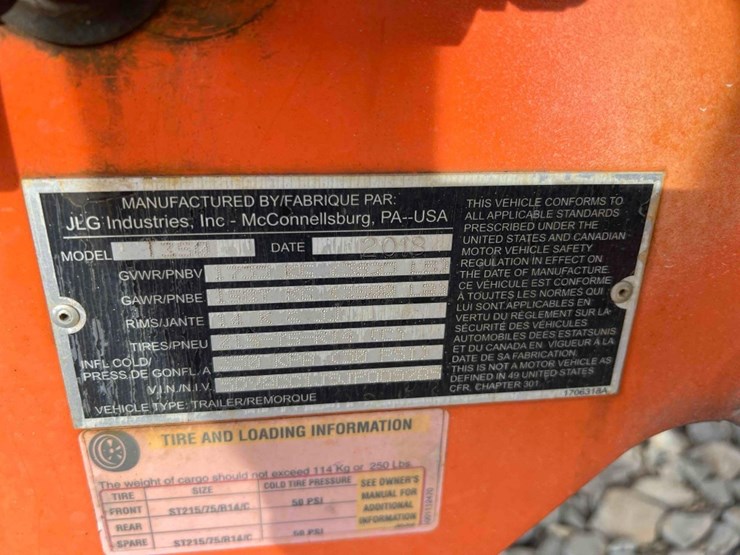 MANUFACTURED BY/FABRIQUE PAR:
JLG Industries, Inc - McConnellsburg, PA--USA
MODEL T350 DATE 2018
GVWR/PNBV
GAWR/PNBE
RIMS/JANTE
TIRES/PNEU
INFL COLD/
PRESS.DE GONFL. A
V.I.N./N.I.V.
VEHICLE TYPE: TRAILER/REMORQUE
THIS VEHICLE CONFORMS TO
ALL APPLICABLE STANDARDS
PRESCRIBED UNDER THE
UNITED STATES AND CANADIAN
MOTOR VEHICLE SAFETY
REGULATION IN EFFECT ON
THE DATE OF MANUFACTURE.
CE VÉHICULE EST CONFORME
À TOUTES LES NORMES QUI
LUI SONT APPLICABLES EN
VERTU DU RÉGLEMENT SUR LA
SÉCURITÉ DES VÉHICULES
AUTOMOBILES DEES ESTATSUNIS
ET DU CANADA EN. VIGUEUR À LA
DATE DE SA FABRICATION.
THIS IS NOT A MOTOR VEHICLE AS
DEFINED IN 49 UNITED STATES
CFR, CHAPTER 301.
1706318A
TIRE AND LOADING INFORMATION
The weight of cargo should not exceed 114 Kg or 250 Lbs.
TIRE SIZE COLD TIRE PRESSURE
FRONT ST215/75/R14/C 50 PSI
REAR
SPARE ST215/75/R14/C 50 PSI
SEE OWNER'S
MANUAL FOR
ADDITIONAL
INFORMATION